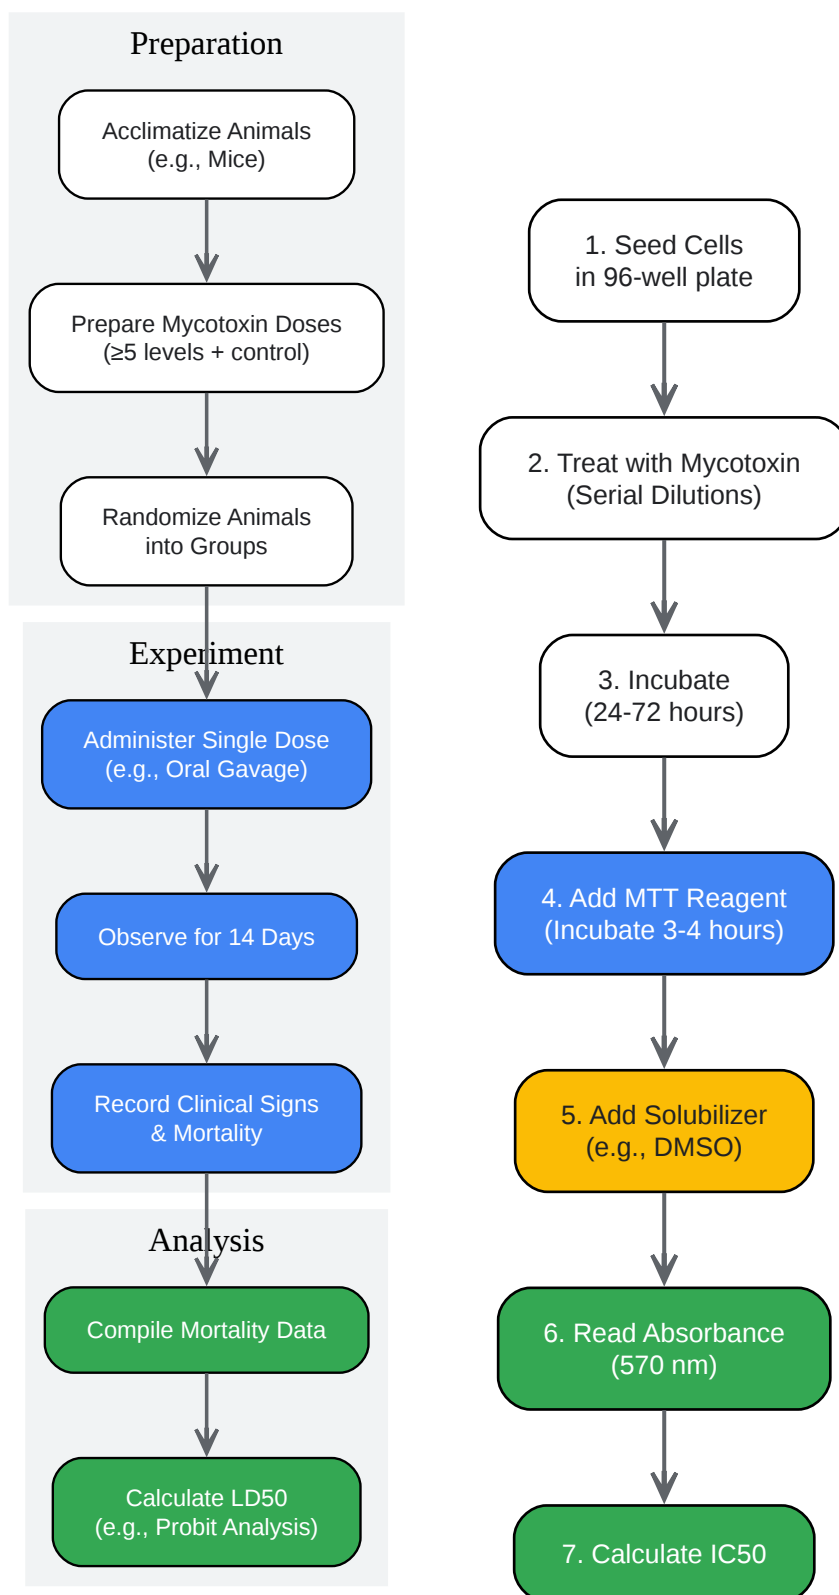 Preparation
Acclimatize Animals
(e.g., Mice)
Prepare Mycotoxin Doses
(≥5 levels + control)
Randomize Animals
into Groups
Experiment
Administer Single Dose
(e.g., Oral Gavage)
Observe for 14 Days
Record Clinical Signs
& Mortality
Analysis
Compile Mortality Data
Calculate LD50
(e.g., Probit Analysis)
1. Seed Cells
in 96-well plate
2. Treat with Mycotoxin
(Serial Dilutions)
3. Incubate
(24-72 hours)
4. Add MTT Reagent
(Incubate 3-4 hours)
5. Add Solubilizer
(e.g., DMSO)
6. Read Absorbance
(570 nm)
7. Calculate IC50